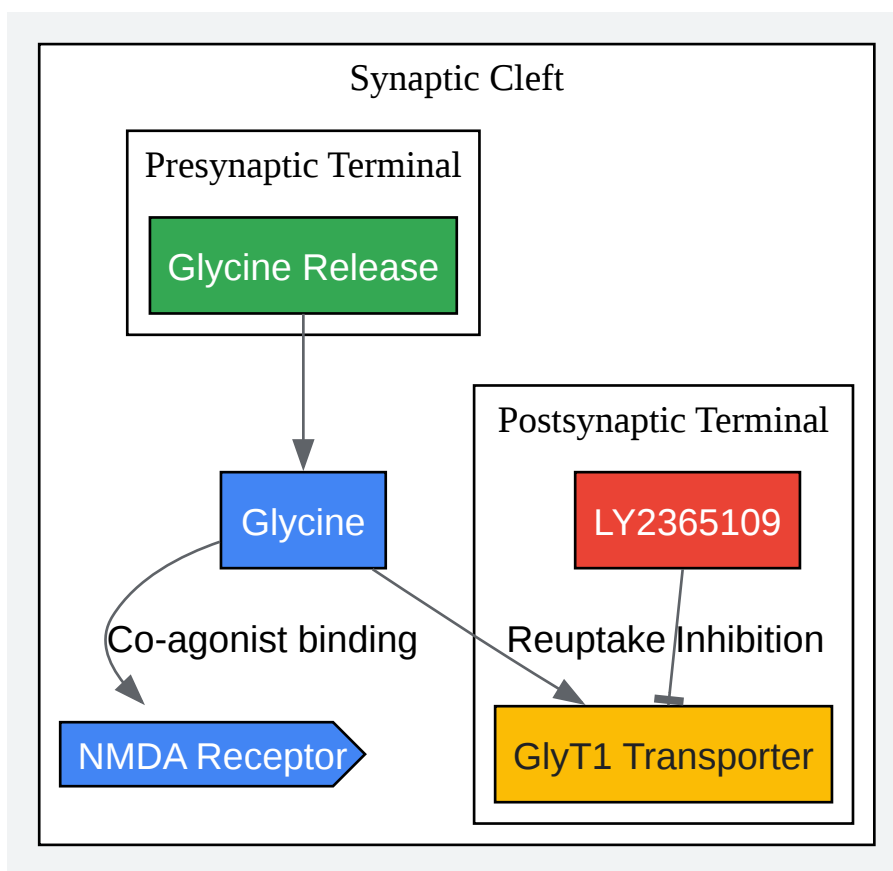 Synaptic Cleft
Presynaptic Terminal
Glycine Release
Postsynaptic Terminal
Glycine
LY2365109
Co-agonist binding
Reuptake
Inhibition
NMDA Receptor
GlyT1 Transporter